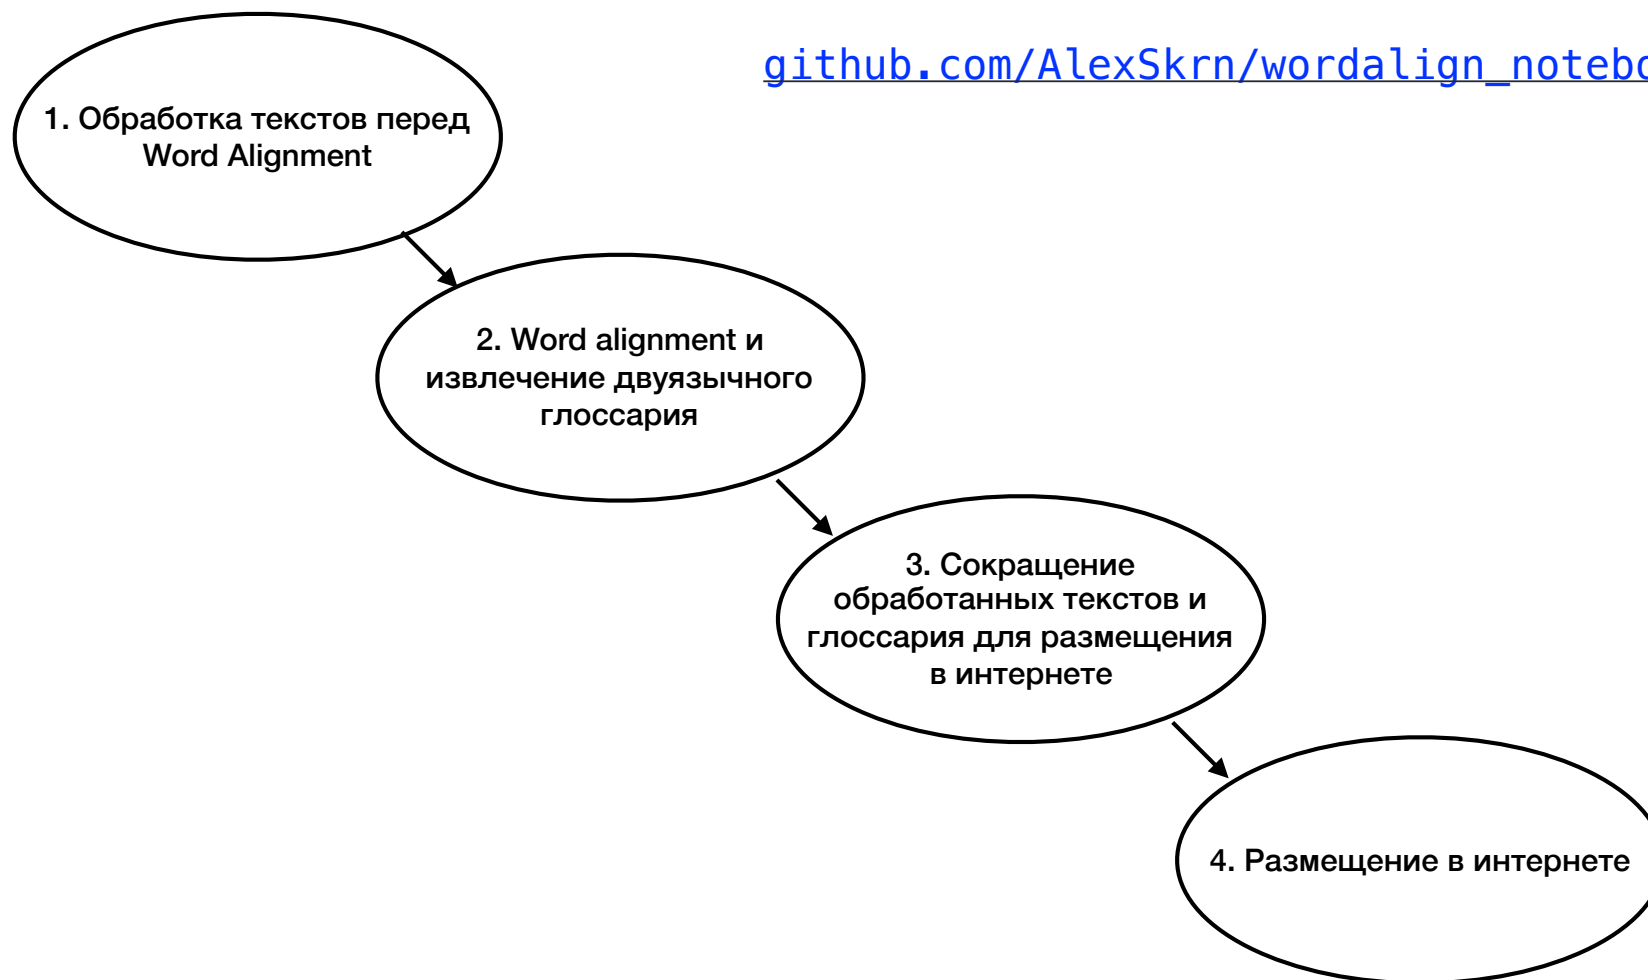 github.com/AlexSkrn/wordalign_notebo
1. Обработка текстов перед
Word Alignment
2. Word alignment и
извлечение двуязычного
глоссария
3. Сокращение
обработанных текстов и
глоссария для размещения
в интернете
4. Размещение в интернете